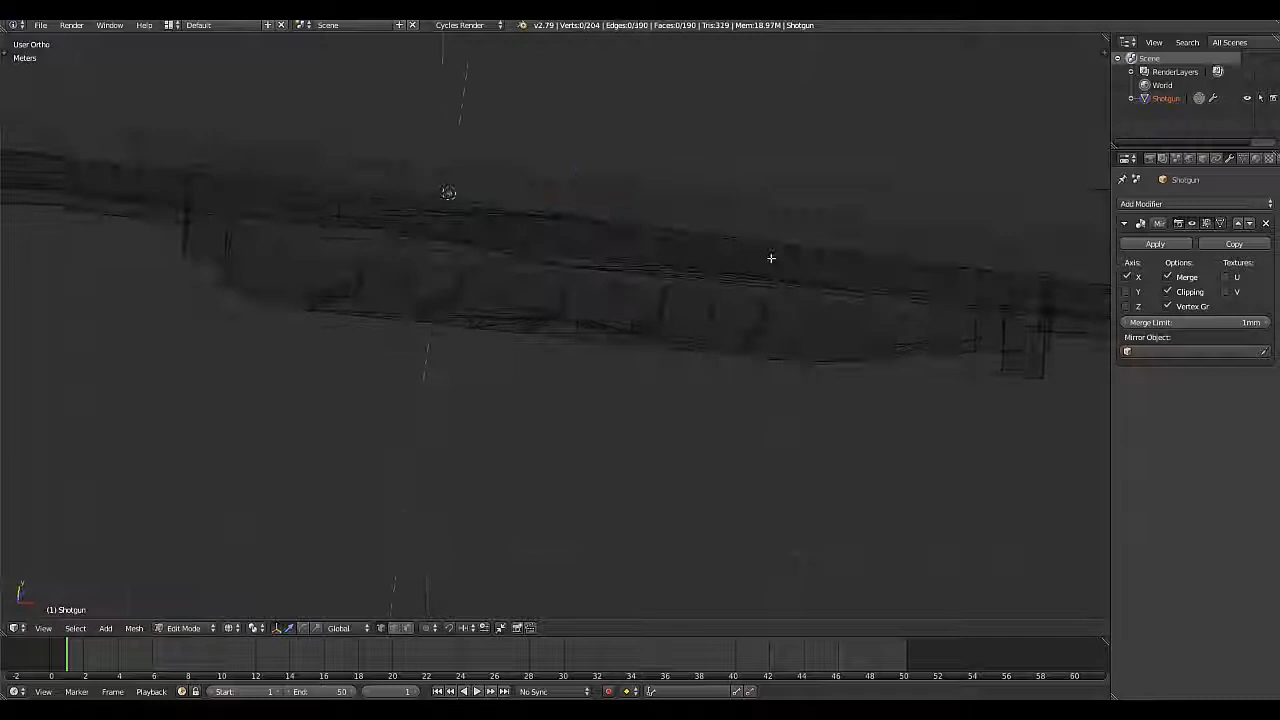 File Render Window Help Default Scene Cycles Render v2.79 | Verts:0/204 | Edges:0/390 | Faces:0/190 | Tris:329 | Mem:18.97M | Shotgun
User Ortho
Meters
View Search All Scenes
Scene
RenderLayers
World
Shotgun
Shotgun
Add Modifier
Mir
Apply Copy
Axis: Options: Textures:
X Merge U
Y Clipping V
Z Vertex Gr
Merge Limit: 1mm
Mirror Object:
(1) Shotgun
View Select Add Mesh Edit Mode Global
-2 0 2 4 6 8 10 12 14 16 18 20 22 24 26 28 30 32 34 36 38 40 42 44 46 48 50 52 54 56 58 60
View Marker Frame Playback Start: 1 End: 50 1 No Sync